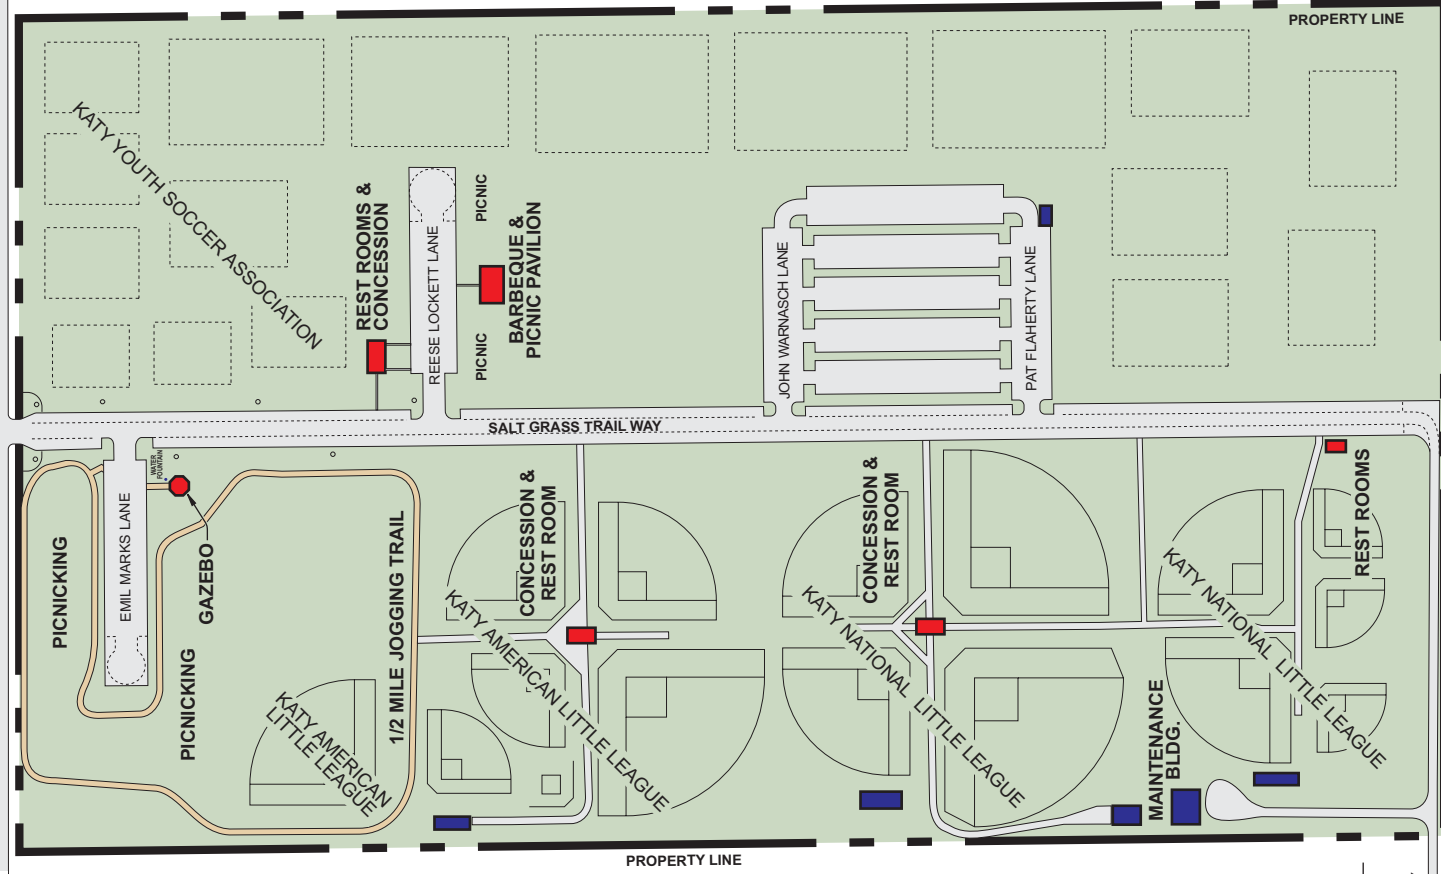 PROPERTY LINE
KATY YOUTH SOCCER ASSOCIATION
REST ROOMS &
CONCESSION
REESE LOCKETT LANE
PICNIC
PICNIC
BARBEQUE &
PICNIC PAVILION
JOHN WARNASCH LANE
PAT FLAHERTY LANE
SALT GRASS TRAIL WAY
WATER
FOUNTAIN
EMIL MARKS LANE
PICNICKING
GAZEBO
PICNICKING
1/2 MILE JOGGING TRAIL
KATY AMERICAN
LITTLE LEAGUE
CONCESSION &
REST ROOM
KATY AMERICAN LITTLE LEAGUE
CONCESSION &
REST ROOM
KATY NATIONAL LITTLE LEAGUE
REST ROOMS
KATY NATIONAL LITTLE LEAGUE
MAINTENANCE
BLDG.
PROPERTY LINE